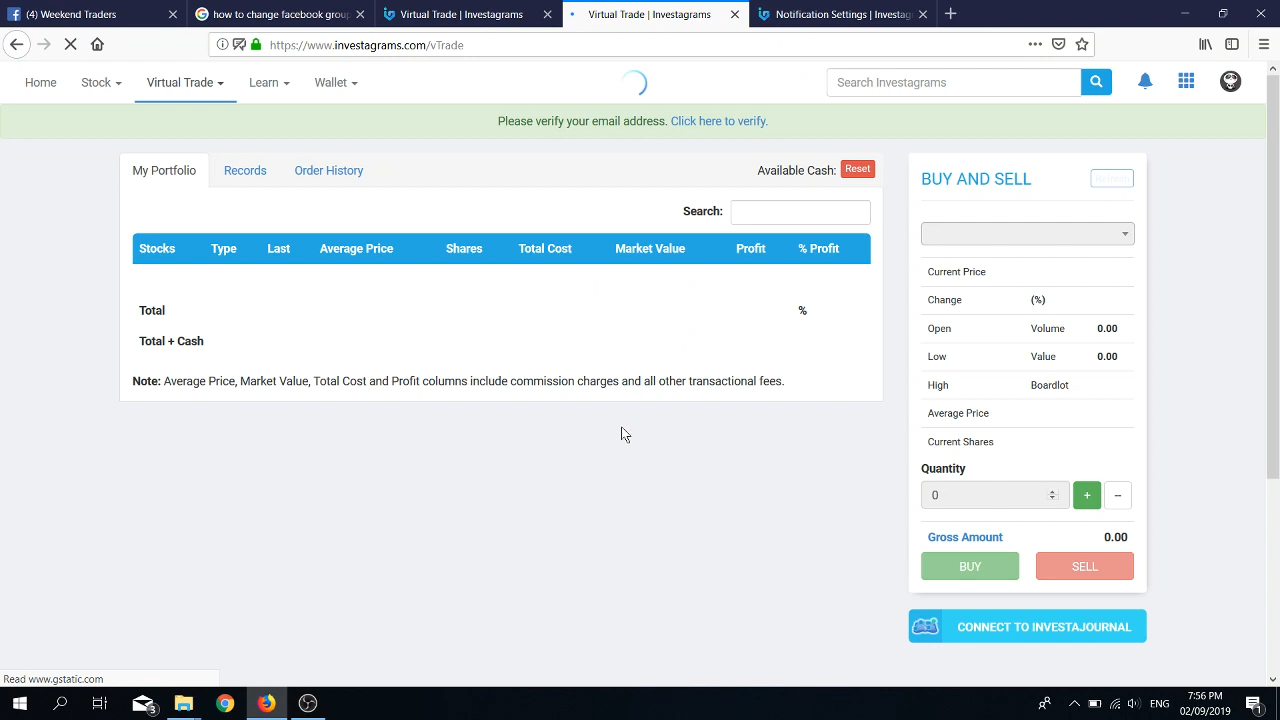 (4) Weekend Traders
how to change facebook group
Virtual Trade | Investagrams
Virtual Trade | Investagrams
Notification Settings | Investag
https://www.investagrams.com/vTrade
Home
Stock
Virtual Trade
Learn
Wallet
Search Investagrams
Please verify your email address. Click here to verify.
My Portfolio
Records
Order History
Available Cash:
Reset
Search:
Stocks Type Last Average Price Shares Total Cost Market Value Profit % Profit
Total %
Total + Cash
Note: Average Price, Market Value, Total Cost and Profit columns include commission charges and all other transactional fees.
BUY AND SELL
Current Price
Change (%)
Open Volume 0.00
Low Value 0.00
High Boardlot
Average Price
Current Shares
Quantity
0 + −
Gross Amount 0.00
BUY SELL
CONNECT TO INVESTAJOURNAL
Read www.gstatic.com
3
ENG
7:56 PM
02/09/2019
1